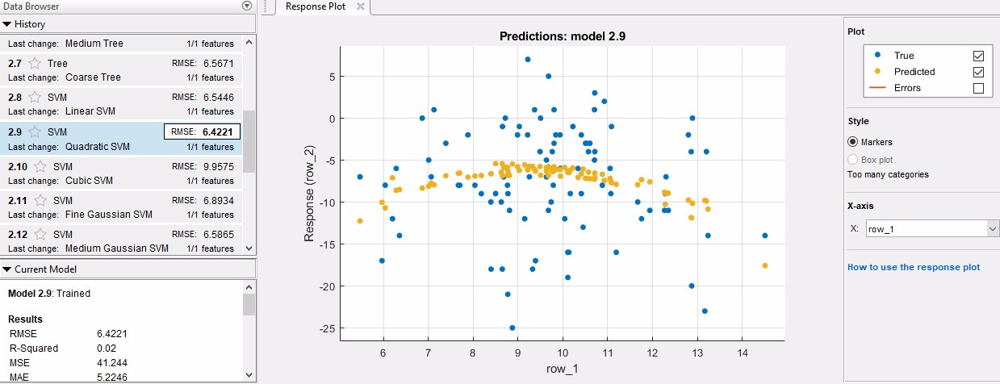 Data Browser
History
Last change: Medium Tree 1/1 features
2.7 Tree RMSE: 6.5671
Last change: Coarse Tree 1/1 features
2.8 SVM RMSE: 6.5446
Last change: Linear SVM 1/1 features
2.9 SVM RMSE: 6.4221
Last change: Quadratic SVM 1/1 features
2.10 SVM RMSE: 9.9575
Last change: Cubic SVM 1/1 features
2.11 SVM RMSE: 6.8934
Last change: Fine Gaussian SVM 1/1 features
2.12 SVM RMSE: 6.5865
Last change: Medium Gaussian SVM 1/1 features
Current Model
Model 2.9: Trained
Results
RMSE 6.4221
R-Squared 0.02
MSE 41.244
MAE 5.2246
Response Plot
Predictions: model 2.9
Response (row_2)
5
0
-5
-10
-15
-20
-25
6 7 8 9 10 11 12 13 14
row_1
Plot
True
Predicted
Errors
Style
Markers
Box plot
Too many categories
X-axis
X: row_1
How to use the response plot